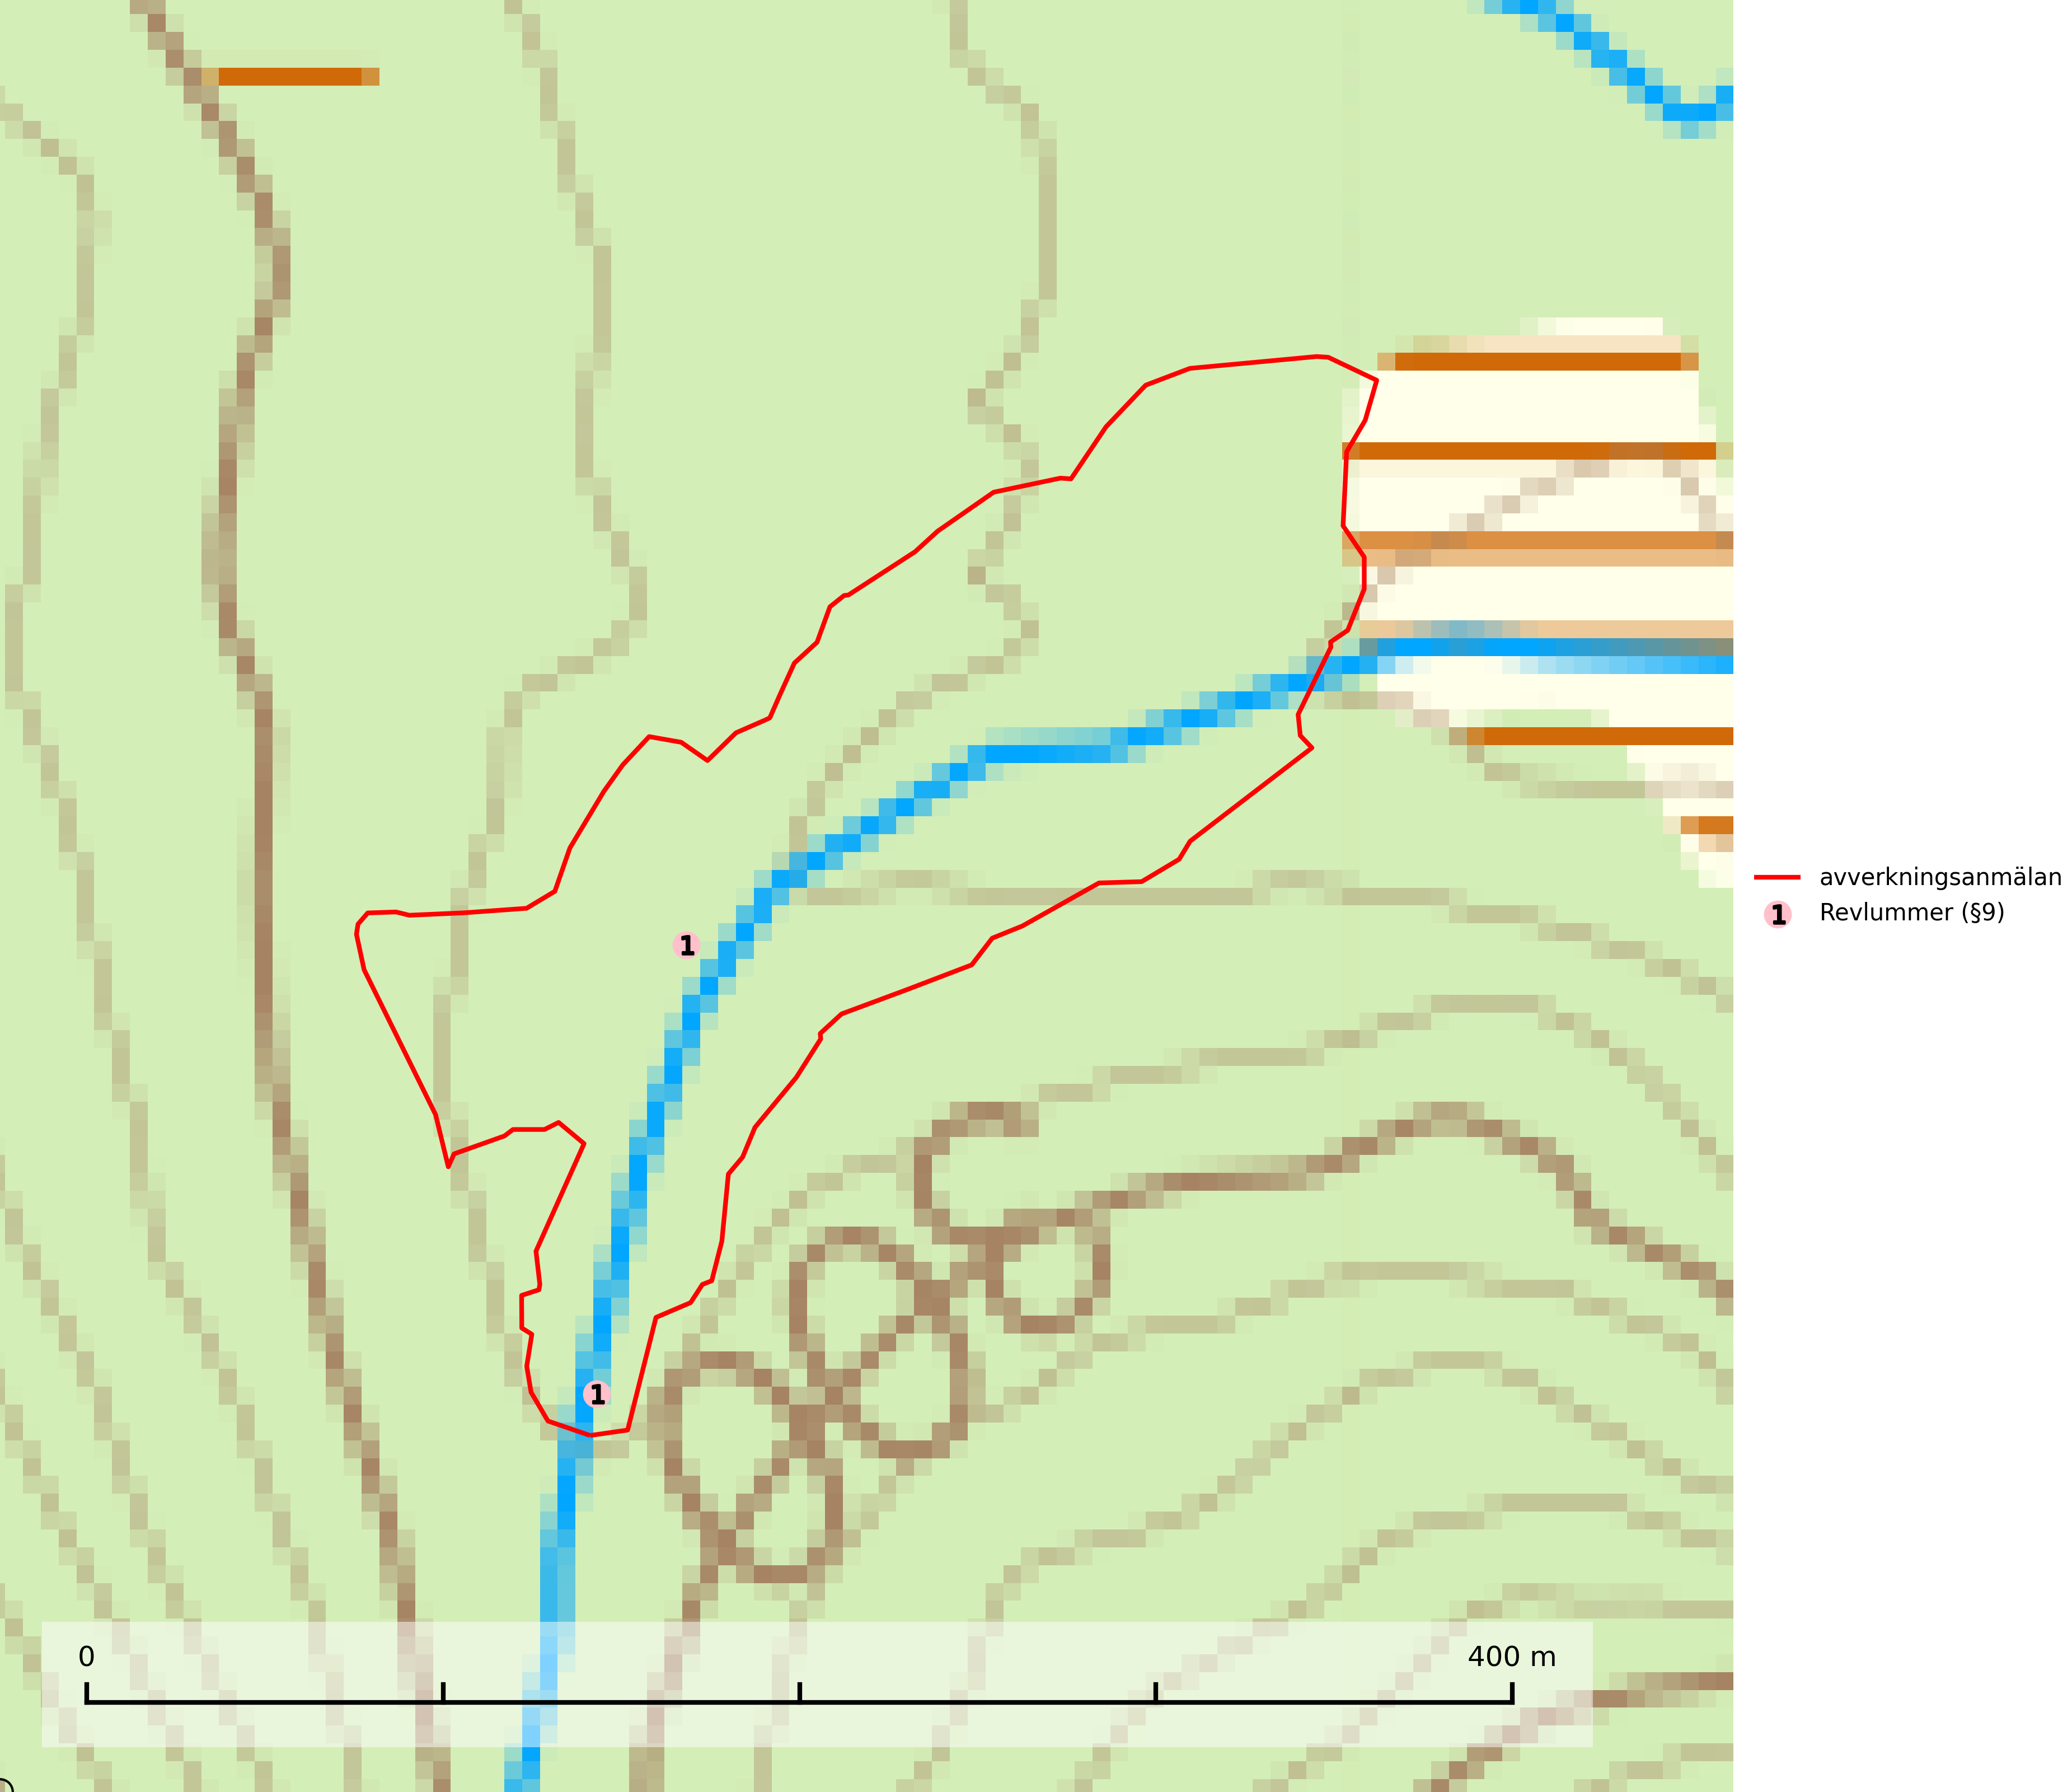 1
1
0 400 m
avverkningsanmälan
1 Revlummer (§9)